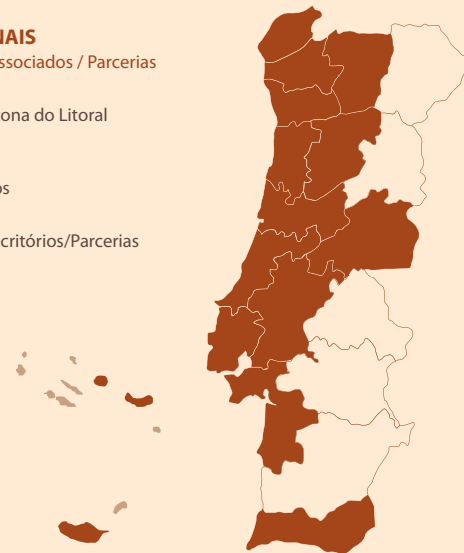 NAIS
ssociados / Parcerias
ona do Litoral
os
critórios/Parcerias